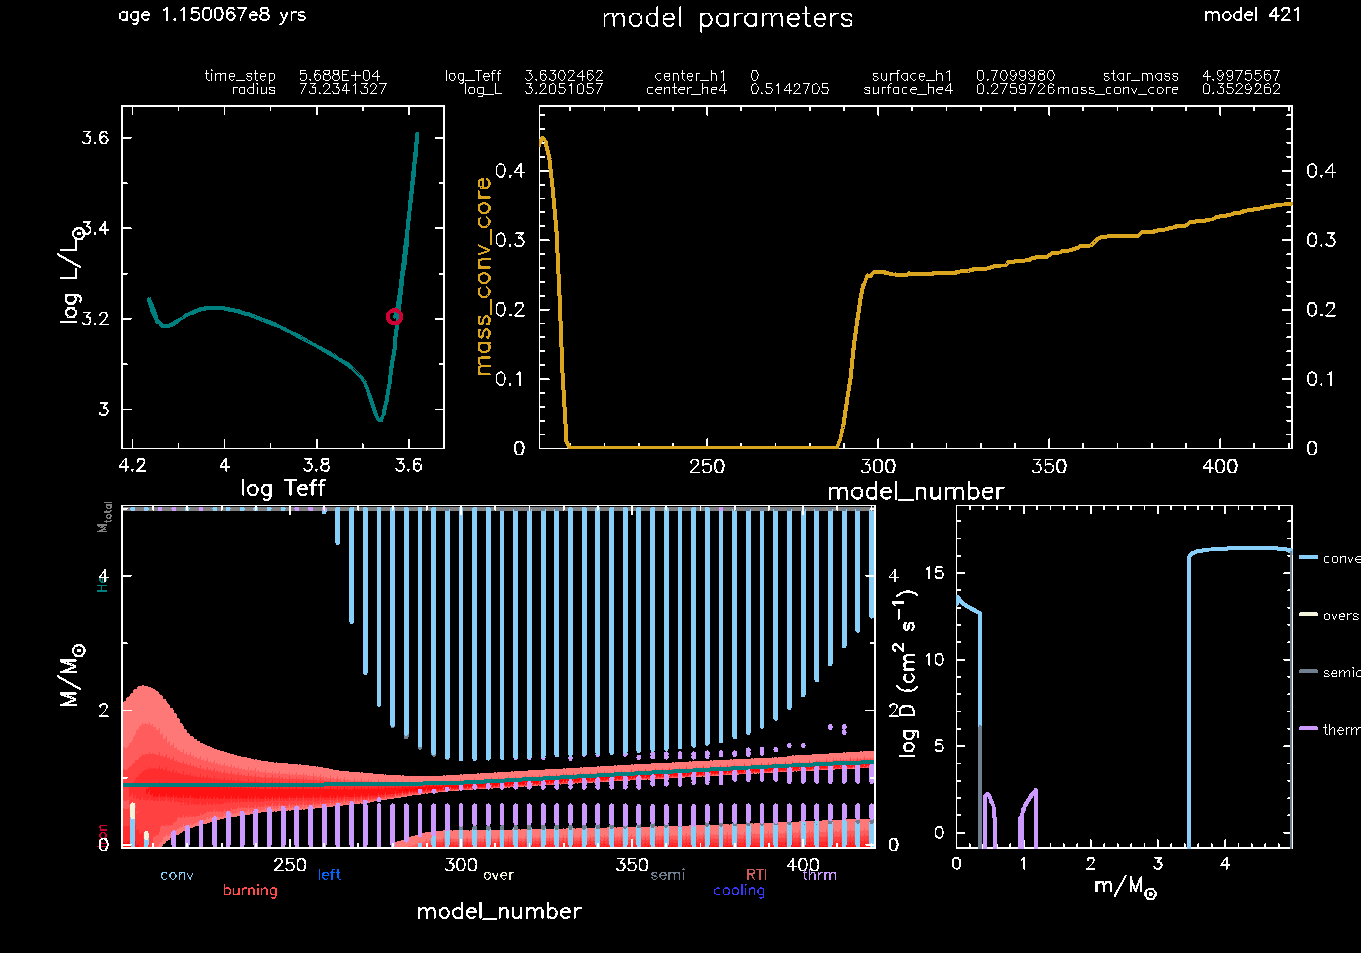 age 1.150067e8 yrs model parameters model 421
time_step 5.688E+04 log_Teff 3.6302462 center_h1 0 surface_h1 0.7099980 star_mass 4.9975567
radius 73.2341327 log_L 3.2051057 center_he4 0.5142705 surface_he4 0.2759726 mass_conv_core 0.3529262
3.6
3.4
3.2
3
log L/L☉
4.2 4 3.8 3.6
log Teff
mass_conv_core
0.4 0.4
0.3 0.3
0.2 0.2
0.1 0.1
0 0
250 300 350 400
model_number
M total
He
4 4
2 2
0 0
M/M☉
250 300 350 400
conv left over semi RTI thrm
burning cooling
model_number
log D (cm² s⁻¹)
15
10
5
0
0 1 2 3 4
m/M☉
conve
overs
semic
therm